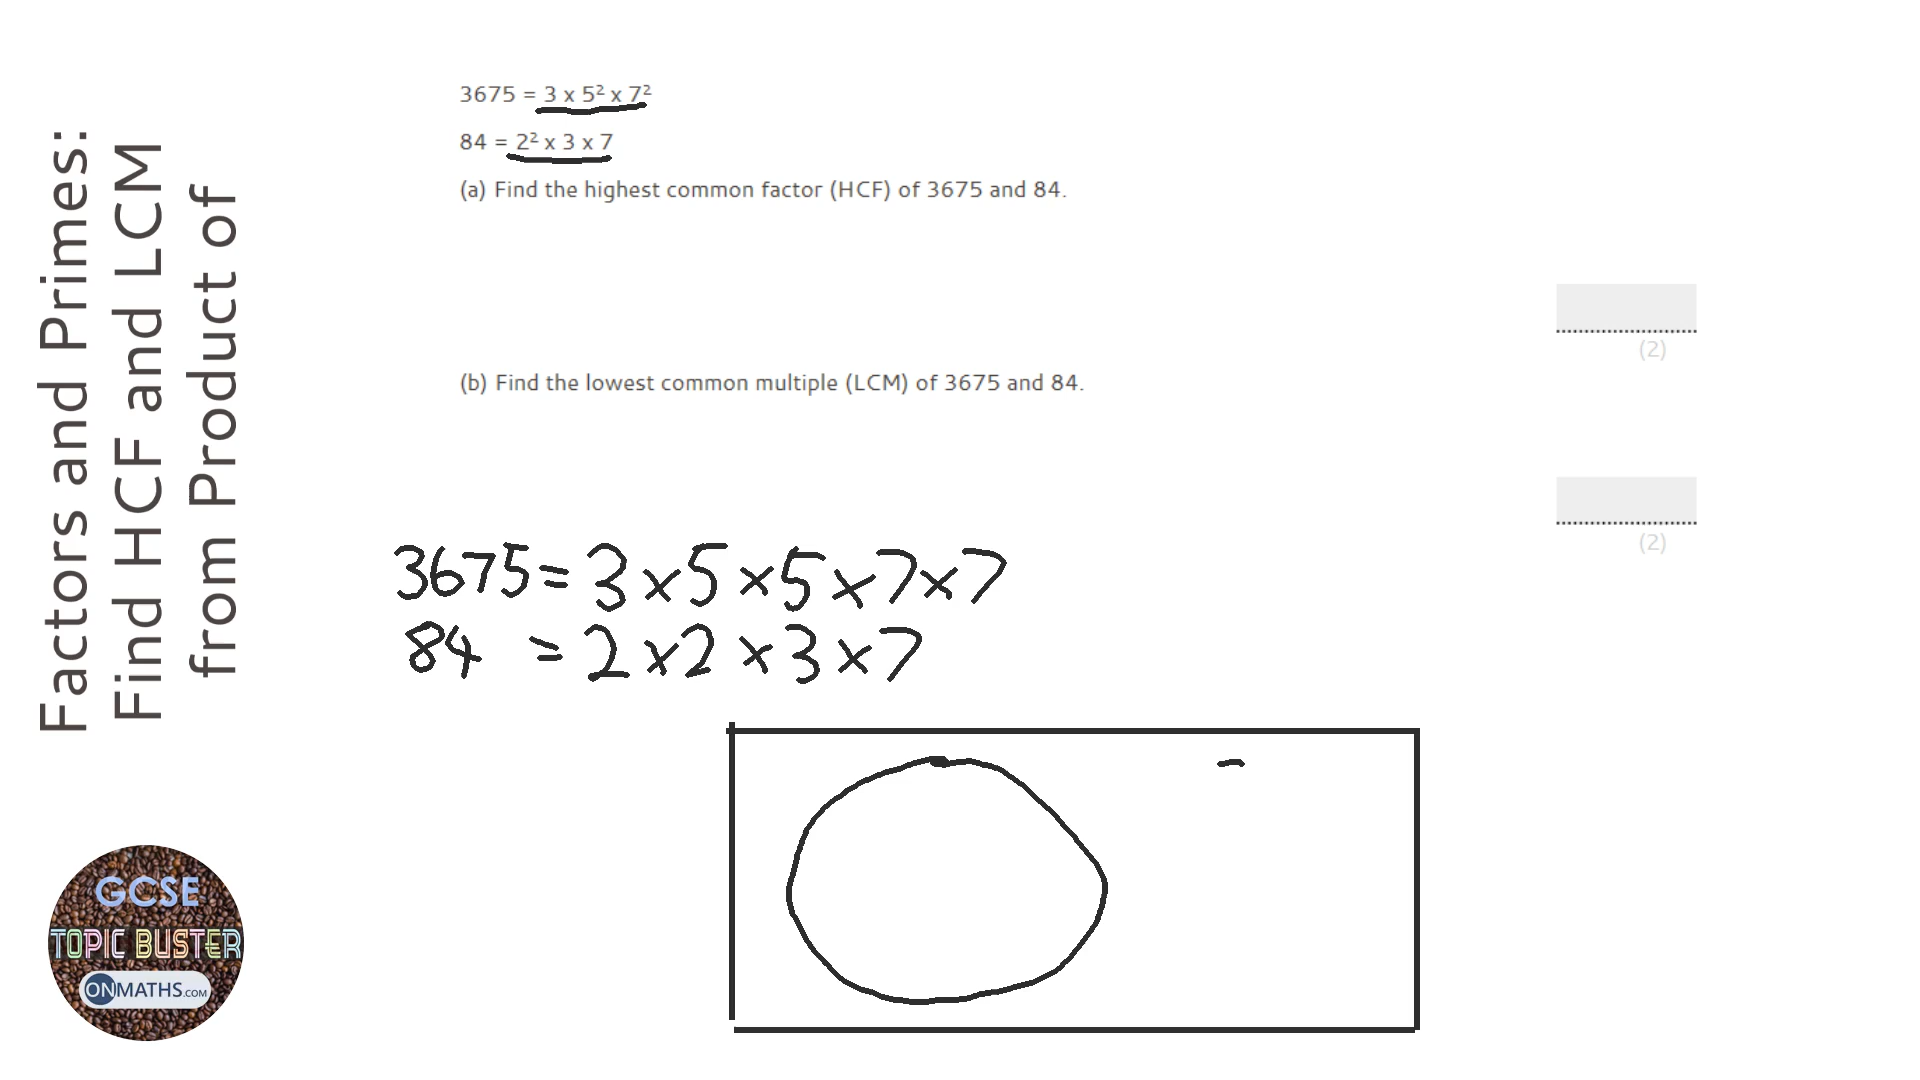 Factors and Primes:
Find HCF and LCM
from Product of
3675 = 3 x 5² x 7²
84 = 2² x 3 x 7
(a) Find the highest common factor (HCF) of 3675 and 84.
(2)
(b) Find the lowest common multiple (LCM) of 3675 and 84.
(2)
3675 = 3 × 5 × 5 × 7 × 7
84 = 2 × 2 × 3 × 7
GCSE
TOPIC BUSTER
ONMATHS.COM